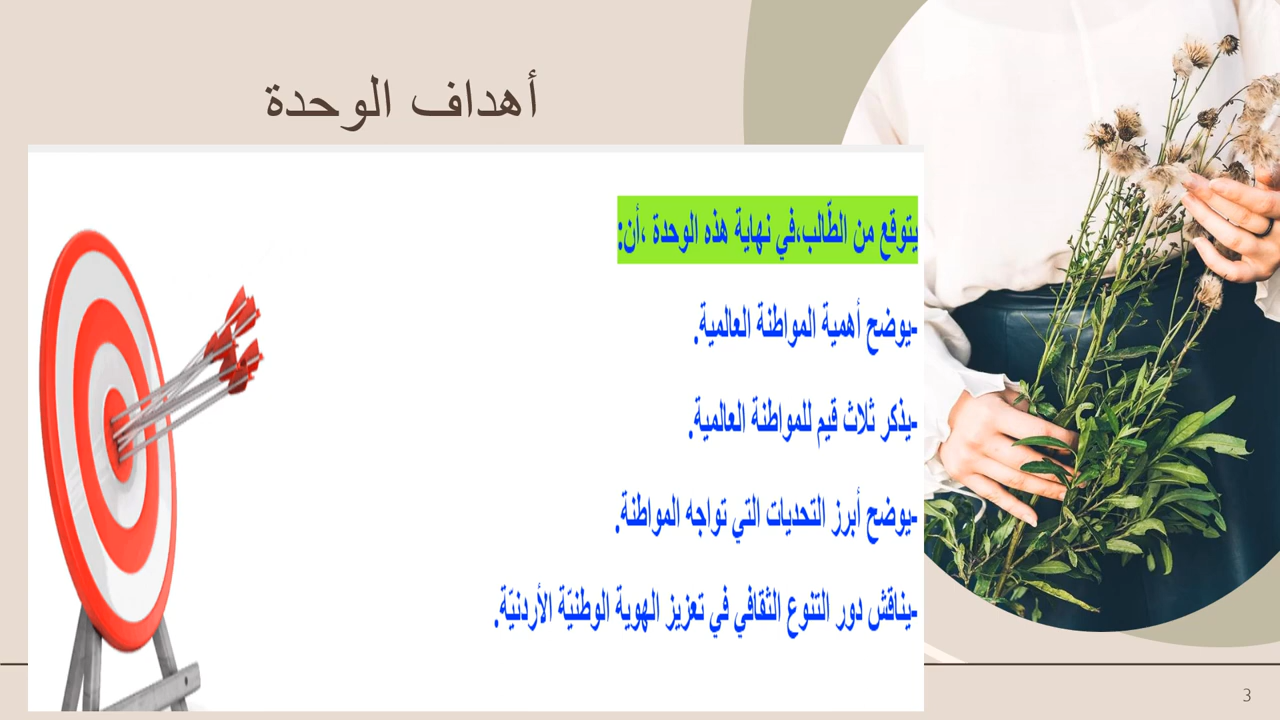 أهداف الوحدة
يتوقع من الطّالب،في نهاية هذه الوحدة ،أن:
-يوضح أهمية المواطنة العالمية.
-يذكر ثلاث قيم للمواطنة العالمية.
-يوضح أبرز التحديات التي تواجه المواطنة.
-يناقش دور التنوع الثقافي في تعزيز الهوية الوطنيّة الأردنيّة.
3